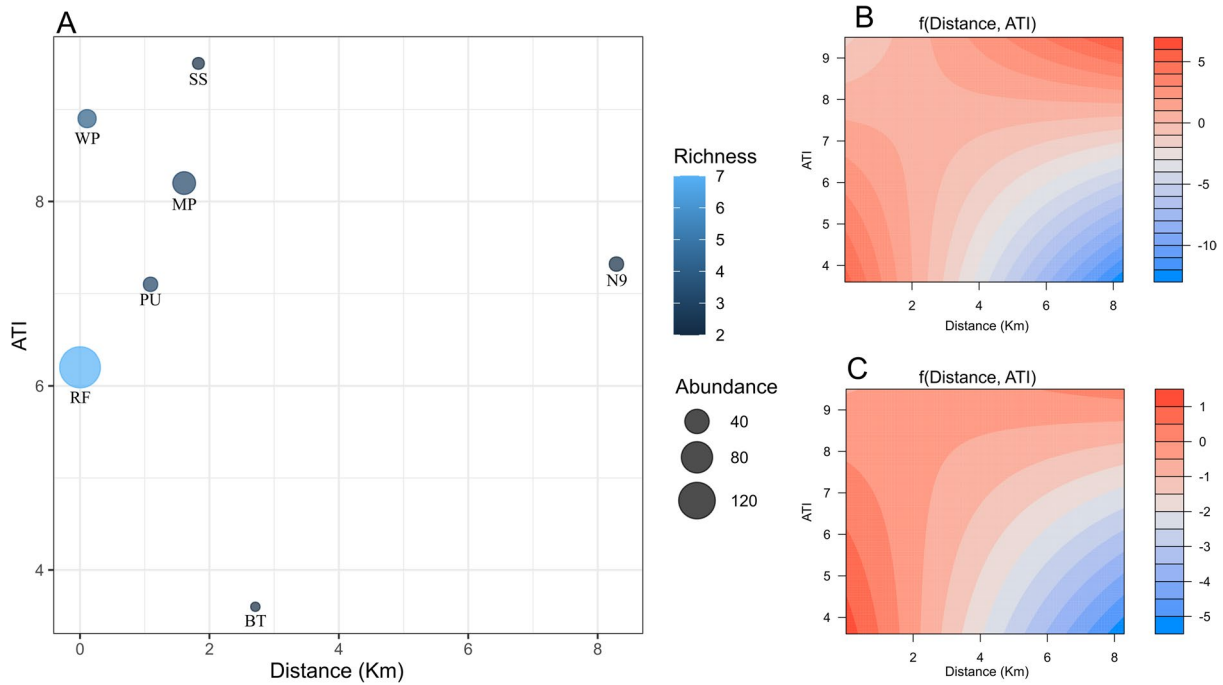 A
SS
WP
MP
N9
PU
RF
BT
8
6
4
ATI
0 2 4 6 8
Distance (Km)
Richness
7
6
5
4
3
2
Abundance
40
80
120
B
f(Distance, ATI)
9
8
7
6
5
4
ATI
2 4 6 8
Distance (Km)
5
0
-5
-10
C
f(Distance, ATI)
9
8
7
6
5
4
ATI
2 4 6 8
Distance (Km)
1
0
-1
-2
-3
-4
-5